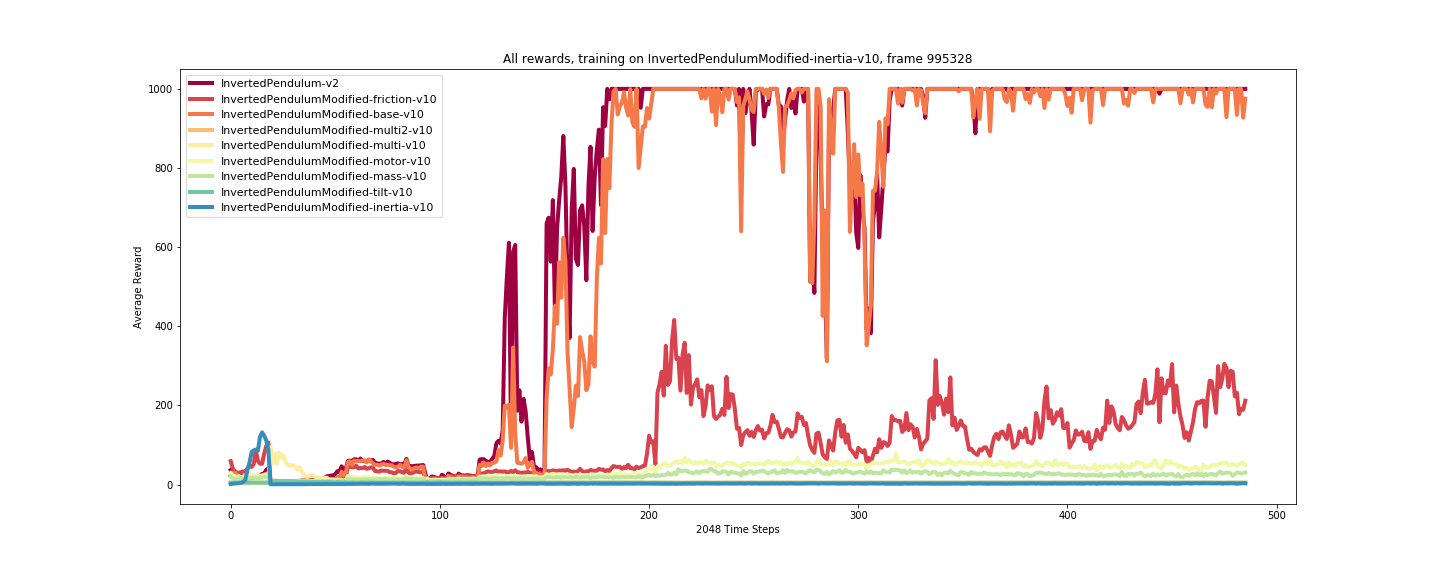 All rewards, training on InvertedPendulumModified-inertia-v10, frame 995328
InvertedPendulum-v2
InvertedPendulumModified-friction-v10
InvertedPendulumModified-base-v10
InvertedPendulumModified-multi2-v10
InvertedPendulumModified-multi-v10
InvertedPendulumModified-motor-v10
InvertedPendulumModified-mass-v10
InvertedPendulumModified-tilt-v10
InvertedPendulumModified-inertia-v10
1000
800
600
400
200
0
Average Reward
0 100 200 300 400 500
2048 Time Steps